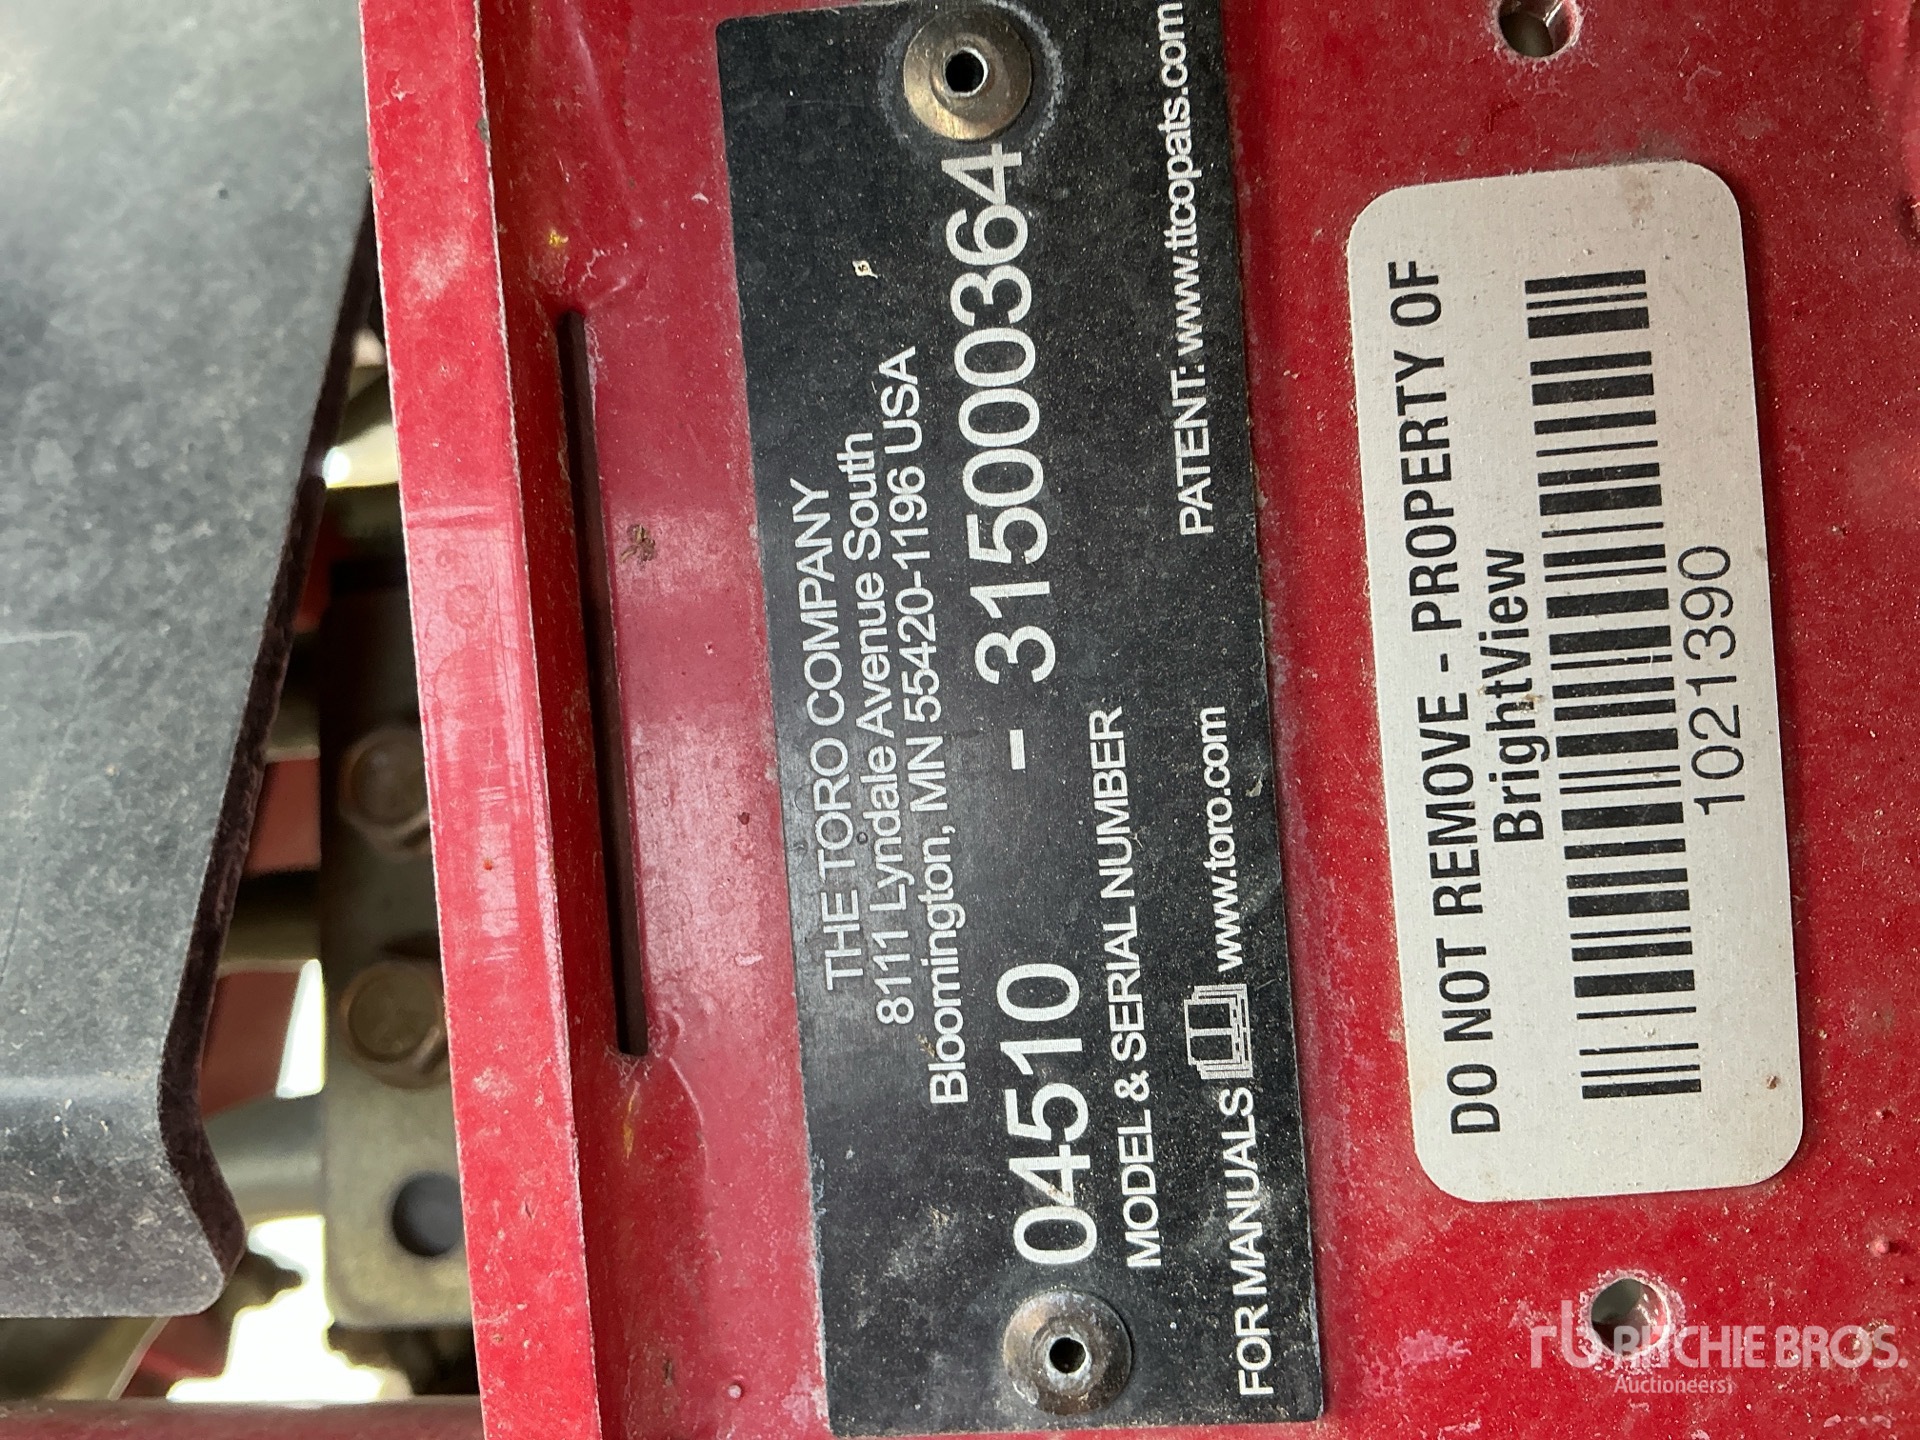 THE TORO COMPANY
8111 Lyndale Avenue South
Bloomington, MN 55420-1196 USA
04510 - 315000364
MODEL & SERIAL NUMBER
FOR MANUALS www.toro.com PATENT: www.ttcopats.com
DO NOT REMOVE - PROPERTY OF
BrightView
1021390
rb RITCHIE BROS.
Auctioneers